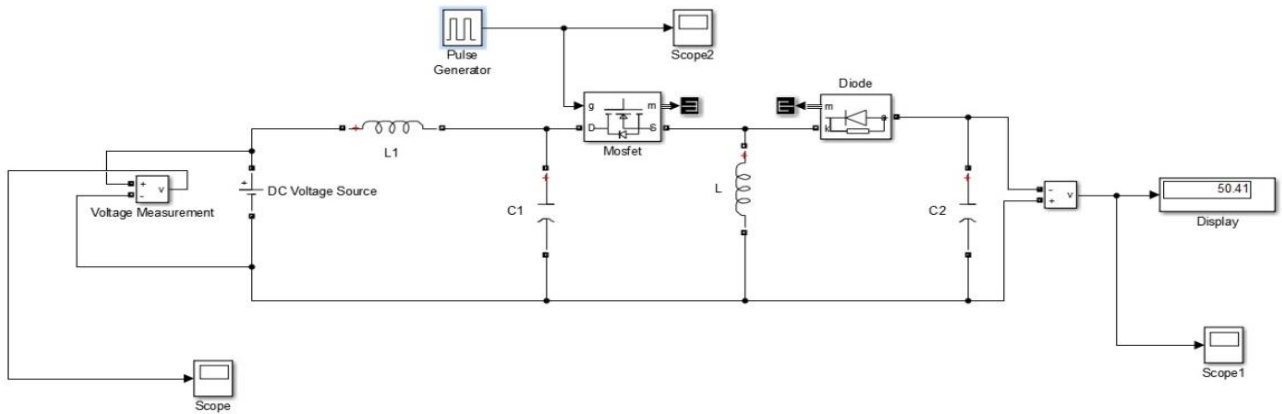 Pulse
Generator
Scope2
Diode
g
m
D
S
Mosfet
m
k
a
L1
+
-
v
Voltage Measurement
+
DC Voltage Source
+
C1
+
L
+
C2
+
-
+
v
50.41
Display
Scope
Scope1